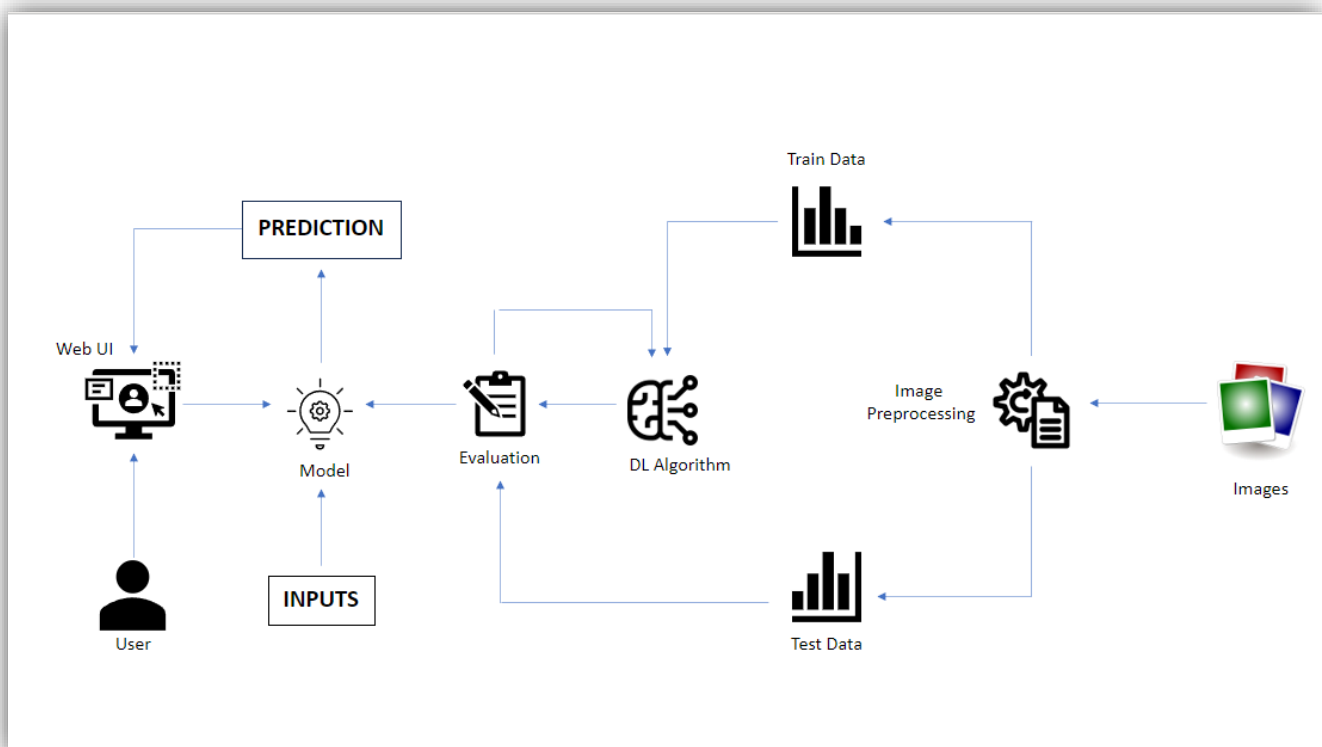 Train Data
PREDICTION
Web UI
Image
Preprocessing
Model
Evaluation
DL Algorithm
Images
INPUTS
User
Test Data